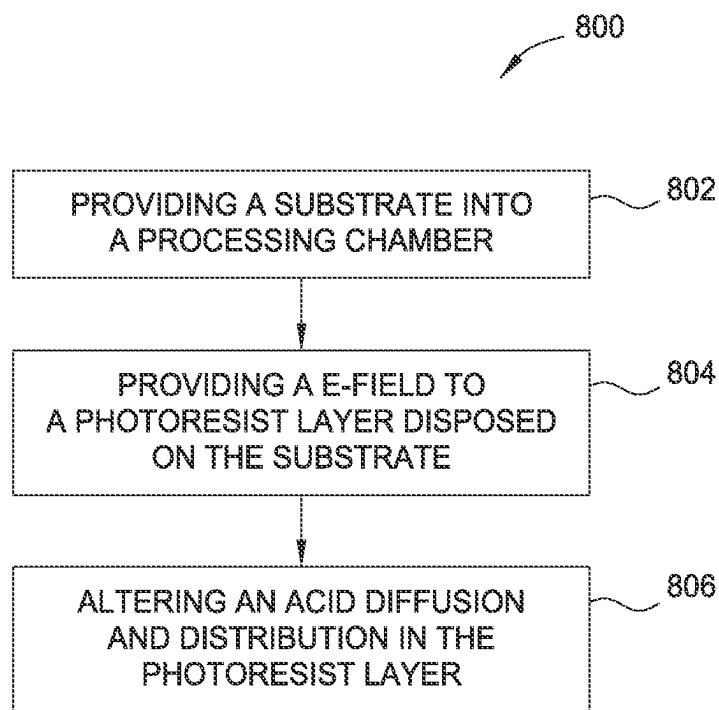 800
PROVIDING A SUBSTRATE INTO
A PROCESSING CHAMBER
802
PROVIDING A E-FIELD TO
A PHOTORESIST LAYER DISPOSED
ON THE SUBSTRATE
804
ALTERING AN ACID DIFFUSION
AND DISTRIBUTION IN THE
PHOTORESIST LAYER
806